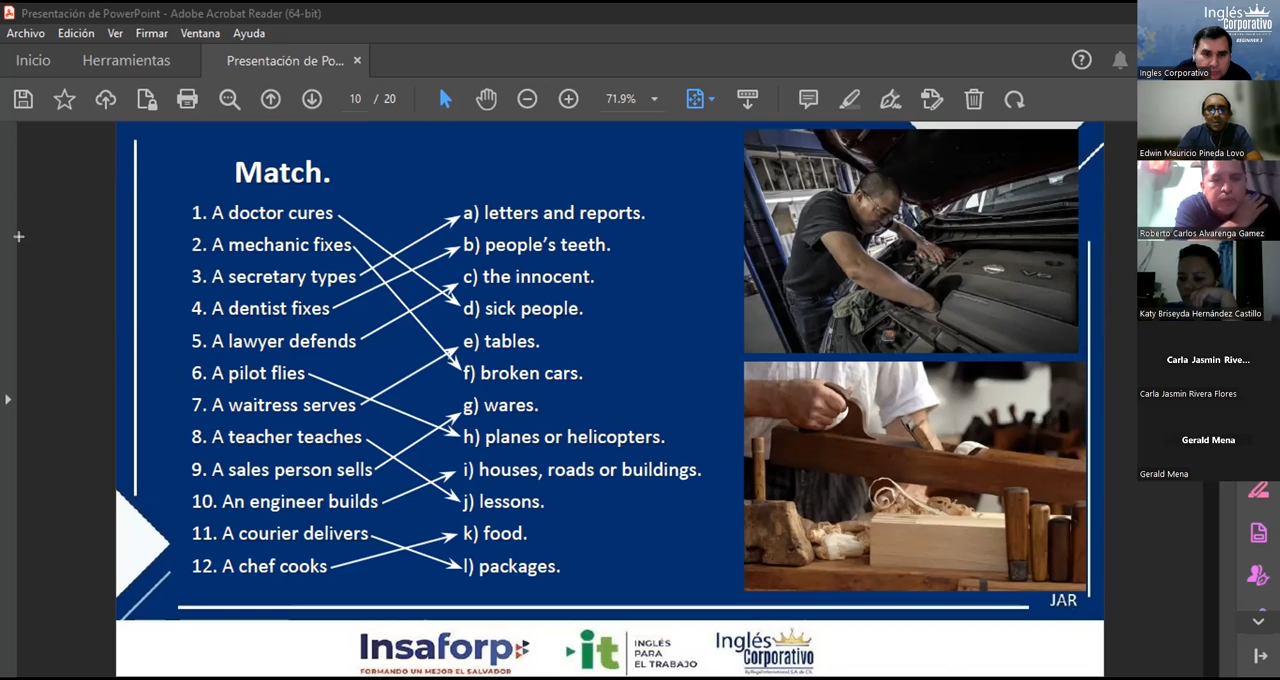 Presentación de PowerPoint - Adobe Acrobat Reader (64-bit)
Archivo Edición Ver Firmar Ventana Ayuda
Inicio Herramientas Presentación de Po... ×
10 / 20 71.9%
Match.
1. A doctor cures
2. A mechanic fixes
3. A secretary types
4. A dentist fixes
5. A lawyer defends
6. A pilot flies
7. A waitress serves
8. A teacher teaches
9. A sales person sells
10. An engineer builds
11. A courier delivers
12. A chef cooks
a) letters and reports.
b) people's teeth.
c) the innocent.
d) sick people.
e) tables.
f) broken cars.
g) wares.
h) planes or helicopters.
i) houses, roads or buildings.
j) lessons.
k) food.
l) packages.
JAR
Insaforp
FORMANDO UN MEJOR EL SALVADOR
it
INGLÉS
PARA
EL TRABAJO
Inglés
Corporativo
Inglés
Corporativo
BEGINNER 3
Ingles Corporativo
Edwin Mauricio Pineda Lovo
Roberto Carlos Alvarenga Gamez
Katy Briseyda Hernández Castillo
Carla Jasmin Rive...
Carla Jasmin Rivera Flores
Gerald Mena
Gerald Mena